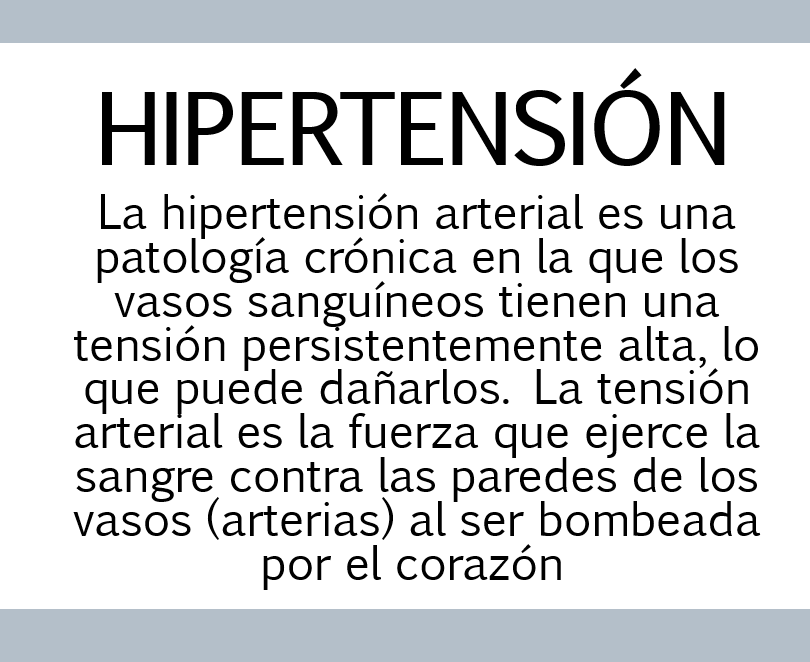 HIPERTENSIÓN
La hipertensión arterial es una
patología crónica en la que los
vasos sanguíneos tienen una
tensión persistentemente alta, lo
que puede dañarlos. La tensión
arterial es la fuerza que ejerce la
sangre contra las paredes de los
vasos (arterias) al ser bombeada
por el corazón